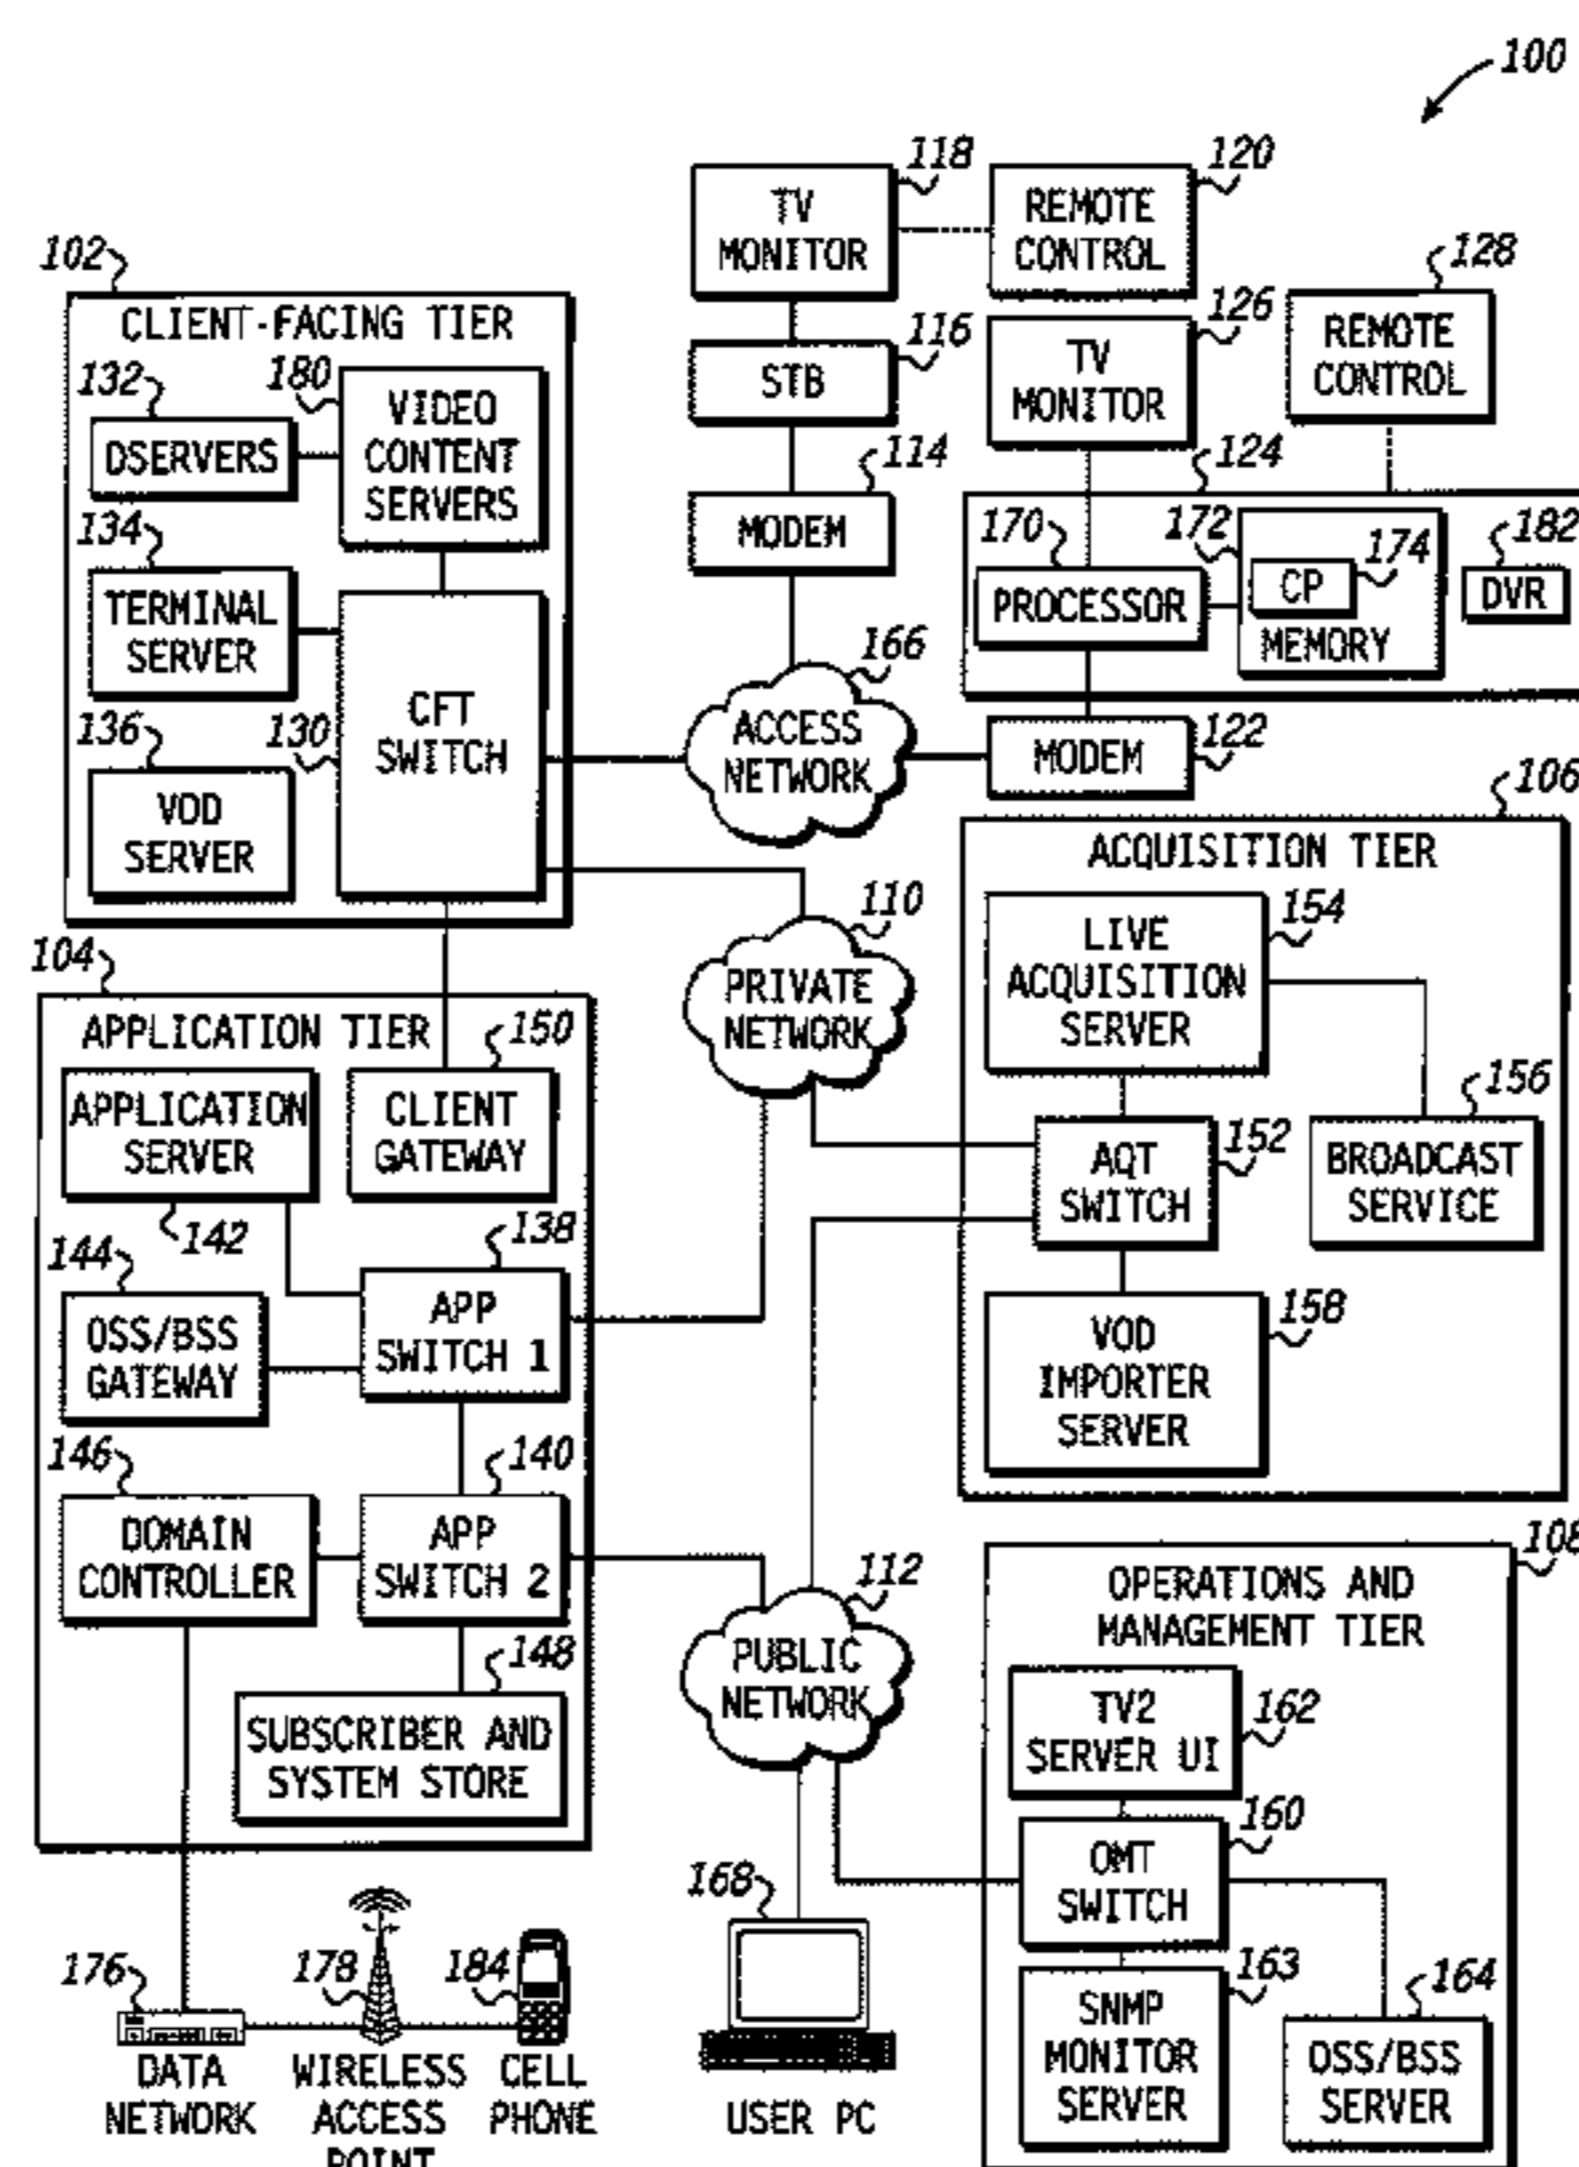 100
118
TV
MONITOR
120
REMOTE
CONTROL
102
CLIENT-FACING TIER
132
DSERVERS
180
VIDEO
CONTENT
SERVERS
134
TERMINAL
SERVER
136
VOD
SERVER
130
CFT
SWITCH
116
STB
114
MODEM
126
TV
MONITOR
128
REMOTE
CONTROL
124
170
PROCESSOR
172
CP
174
MEMORY
182
DVR
166
ACCESS
NETWORK
MODEM
122
106
ACQUISITION TIER
154
LIVE
ACQUISITION
SERVER
110
PRIVATE
NETWORK
152
AQT
SWITCH
156
BROADCAST
SERVICE
158
VOD
IMPORTER
SERVER
104
APPLICATION TIER
APPLICATION
SERVER
142
150
CLIENT
GATEWAY
144
OSS/BSS
GATEWAY
138
APP
SWITCH 1
146
DOMAIN
CONTROLLER
140
APP
SWITCH 2
148
SUBSCRIBER AND
SYSTEM STORE
112
PUBLIC
NETWORK
108
OPERATIONS AND
MANAGEMENT TIER
TV2
SERVER UI
162
160
OMT
SWITCH
163
SNMP
MONITOR
SERVER
164
OSS/BSS
SERVER
168
USER PC
176
DATA
NETWORK
178
WIRELESS
ACCESS
POINT
184
CELL
PHONE